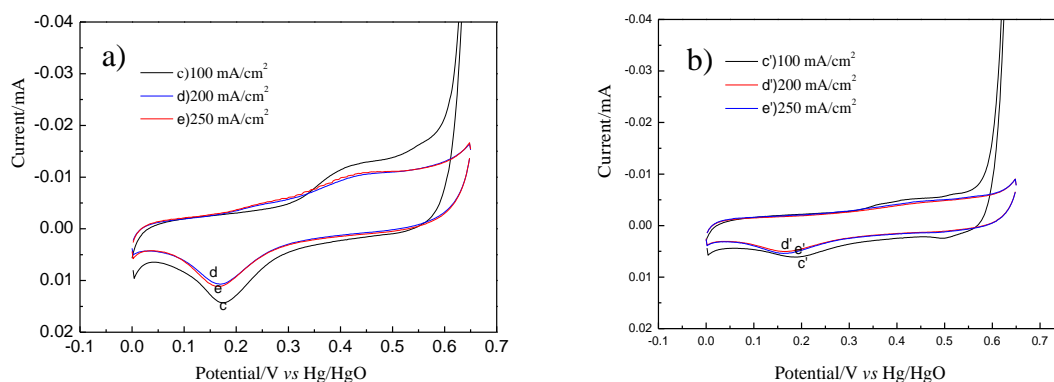 a)
c)100 mA/cm²
d)200 mA/cm²
e)250 mA/cm²
Current/mA
-0.04
-0.03
-0.02
-0.01
0.00
0.01
0.02
d
e
c
-0.1 0.0 0.1 0.2 0.3 0.4 0.5 0.6 0.7
Potential/V vs Hg/HgO
b)
c')100 mA/cm²
d')200 mA/cm²
e')250 mA/cm²
Current/mA
-0.04
-0.03
-0.02
-0.01
0.00
0.01
0.02
d' e'
c'
-0.1 0.0 0.1 0.2 0.3 0.4 0.5 0.6 0.7
Potential/V vs Hg/HgO